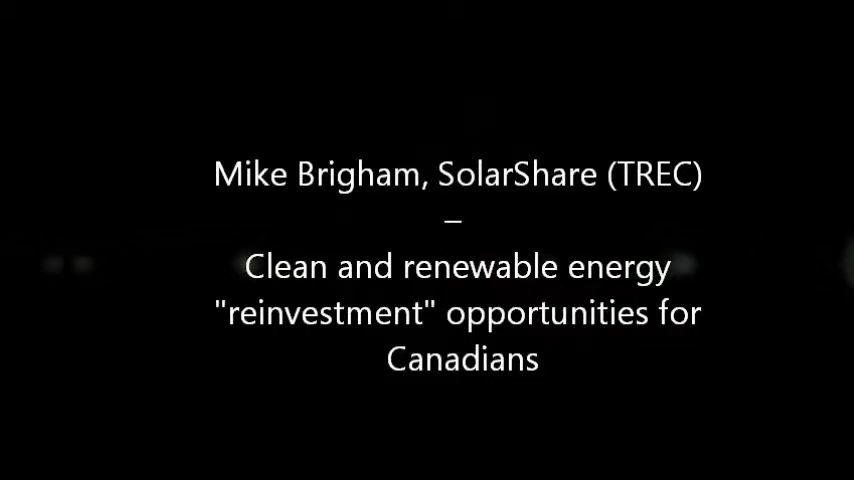 Mike Brigham, SolarShare (TREC)
–
Clean and renewable energy
"reinvestment" opportunities for
Canadians